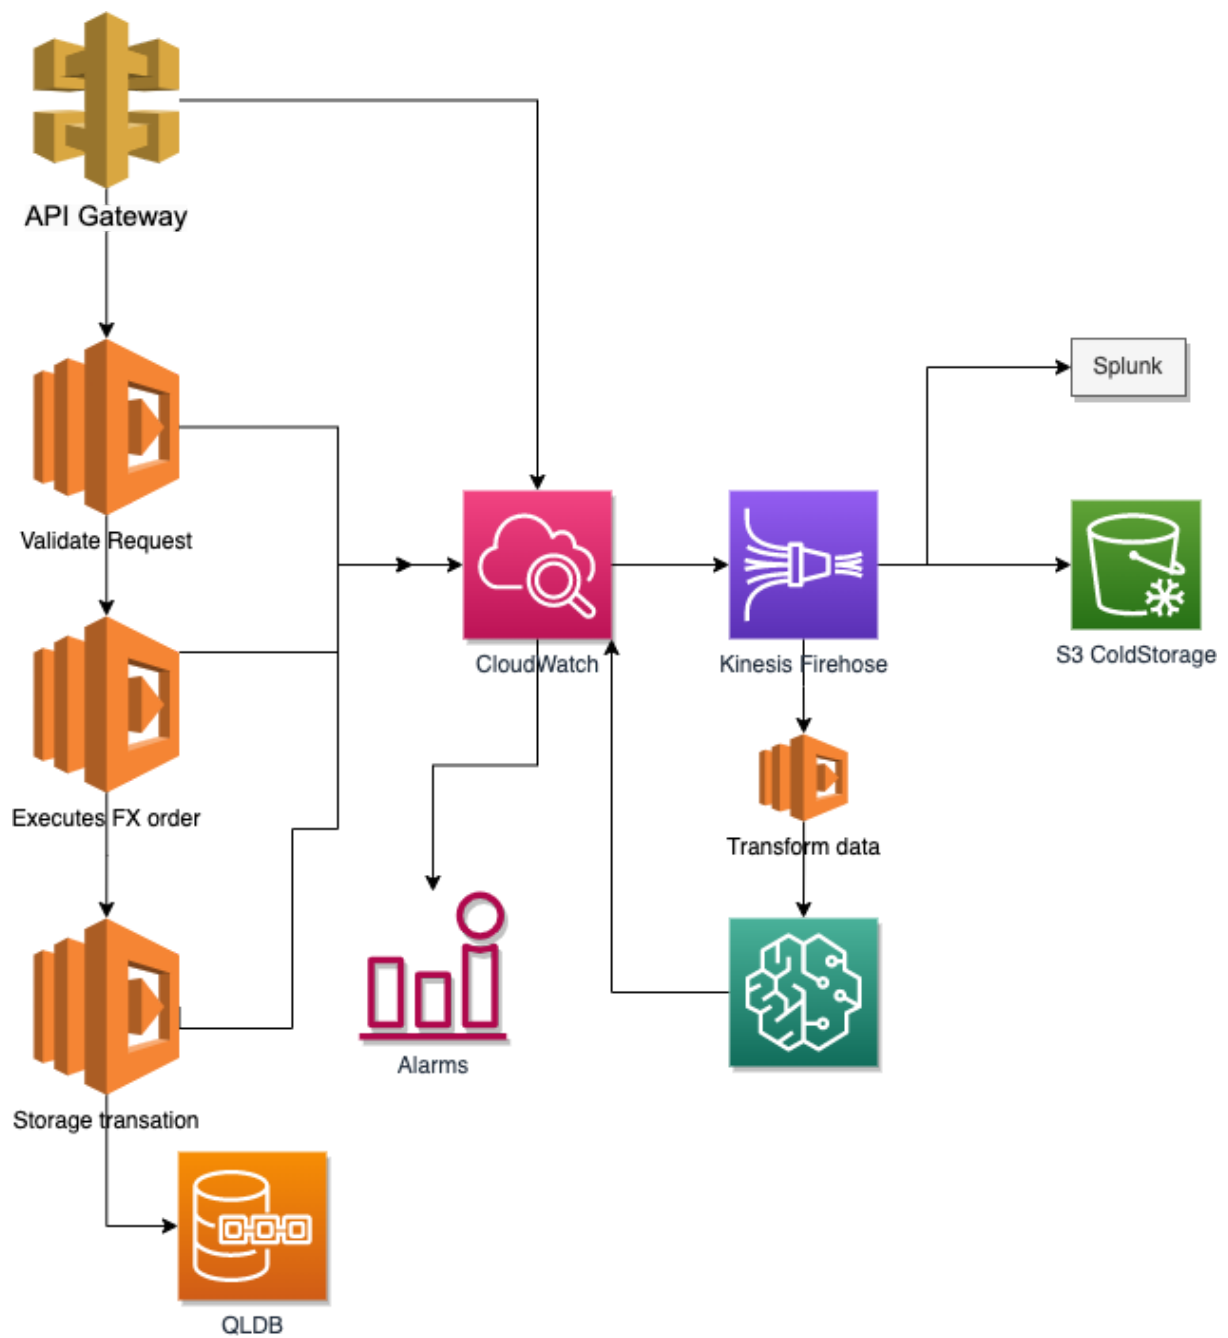 API Gateway
Validate Request
Executes FX order
Storage transation
QLDB
CloudWatch
Alarms
Kinesis Firehose
Transform data
Splunk
S3 ColdStorage